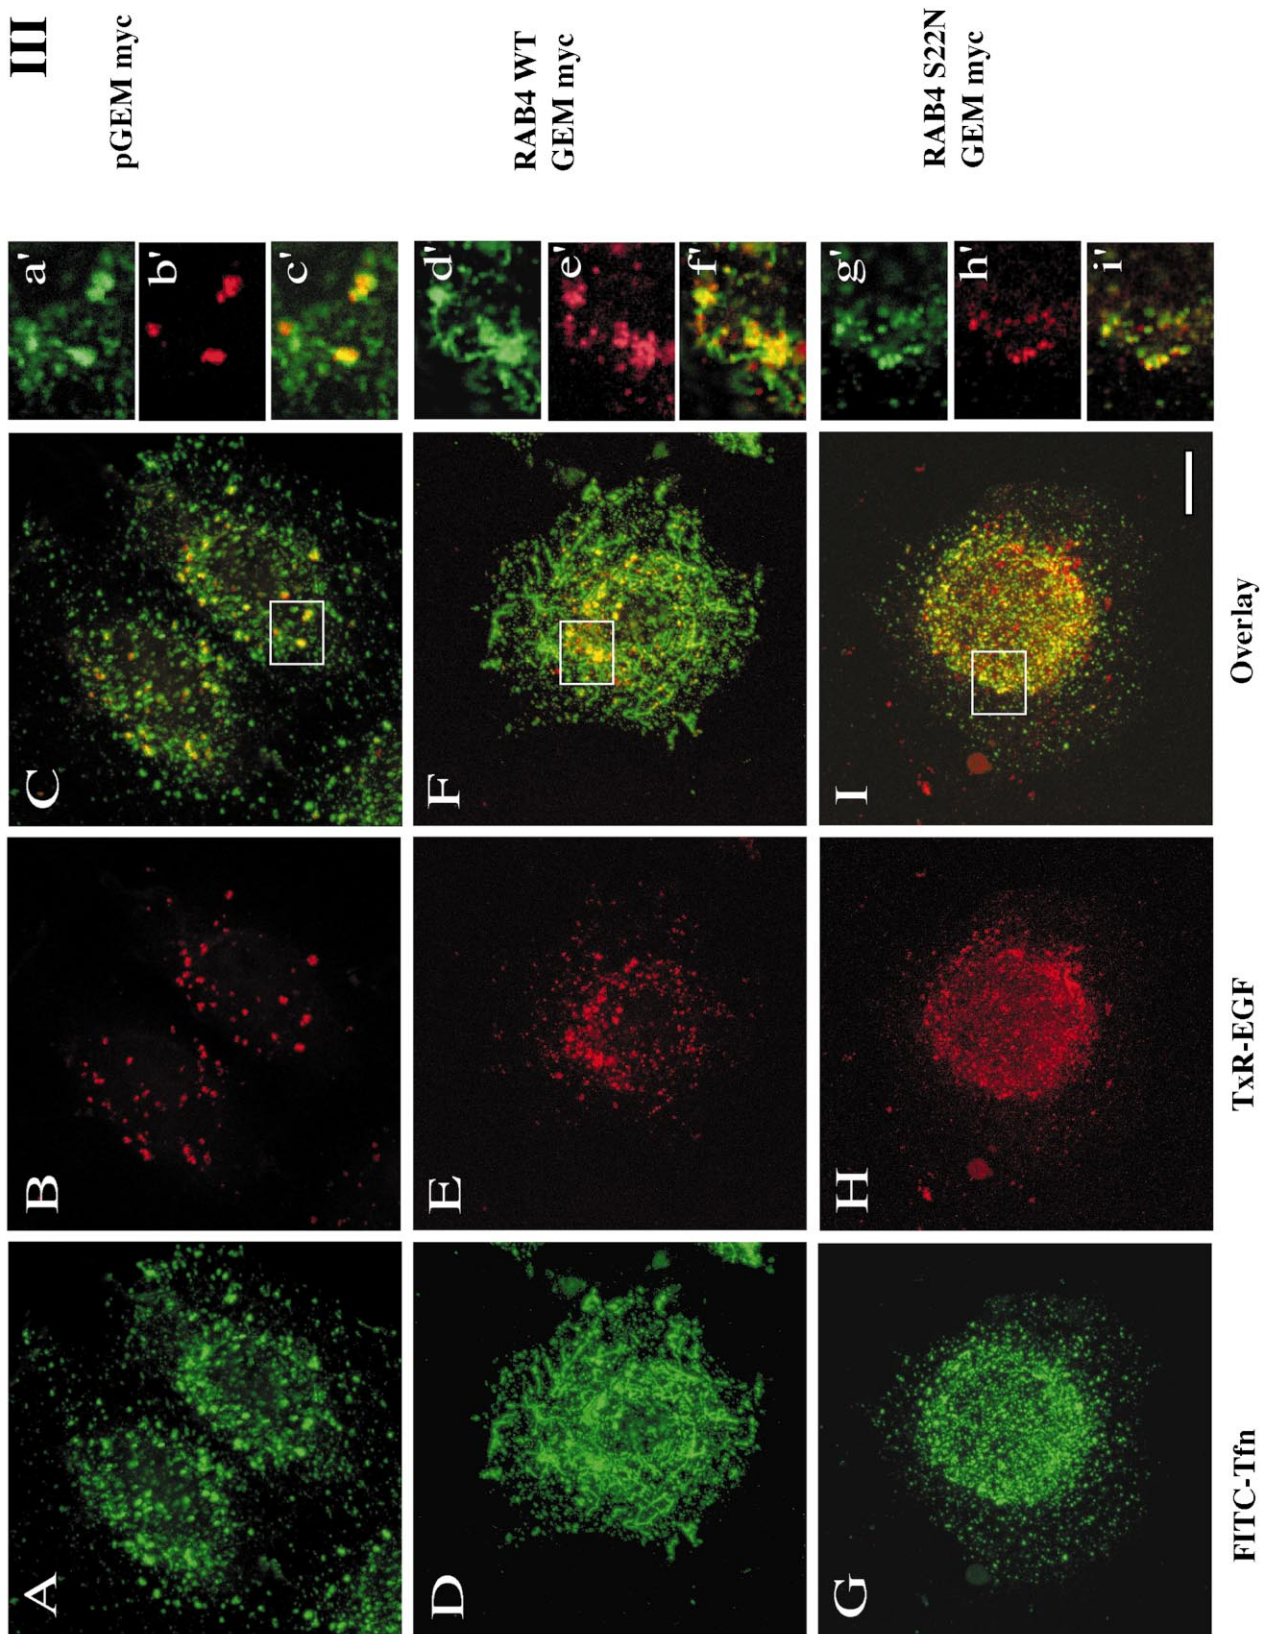 III
A
B
C
a'
b'
c'
pGEM myc
D
E
F
d'
e'
f'
RAB4 WT
GEM myc
G
H
I
g'
h'
i'
RAB4 S22N
GEM myc
FITC-Tfn
TxR-EGF
Overlay